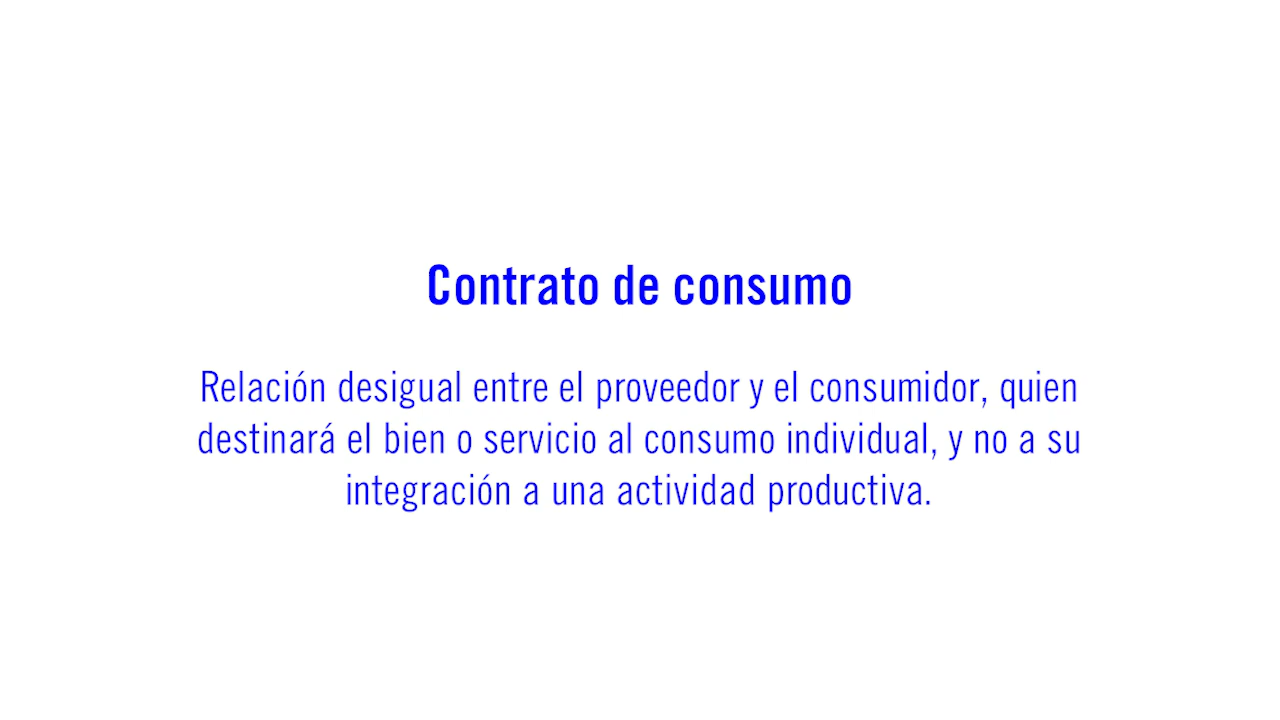 Contrato de consumo
Relación desigual entre el proveedor y el consumidor, quien
destinará el bien o servicio al consumo individual, y no a su
integración a una actividad productiva.